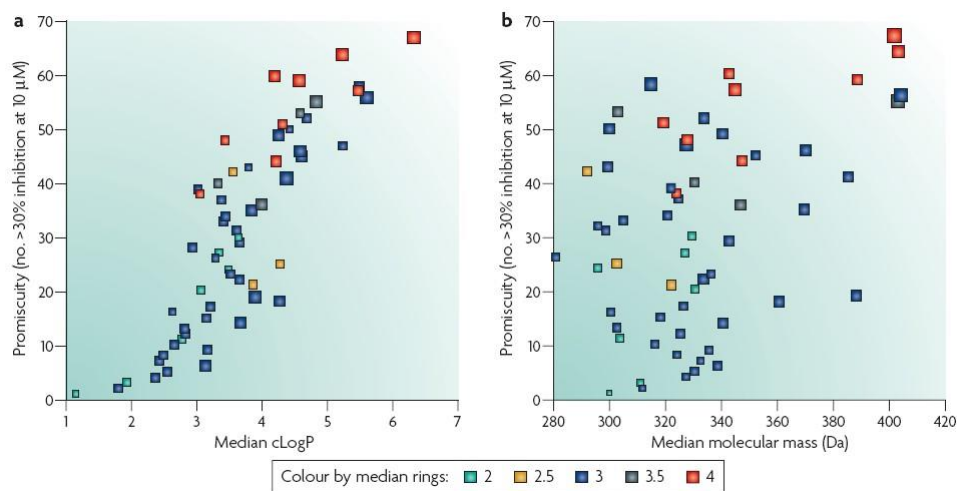 a
70
60
50
40
30
20
10
0
Promiscuity (no. >30% inhibition at 10 μM)
1 2 3 4 5 6 7
Median cLogP
b
70
60
50
40
30
20
10
0
Promiscuity (no. >30% inhibition at 10 μM)
280 300 320 340 360 380 400 420
Median molecular mass (Da)
Colour by median rings: 2 2.5 3 3.5 4